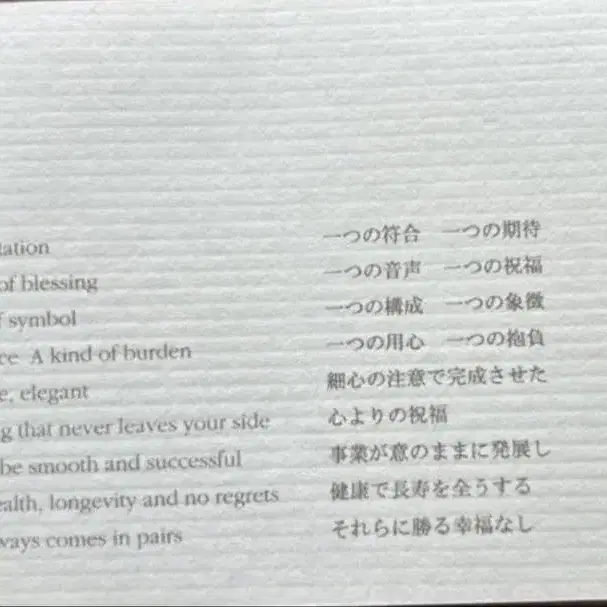 tation
of blessing
symbol
ce A kind of burden
e, elegant
g that never leaves your side
be smooth and successful
ealth, longevity and no regrets
ways comes in pairs
一つの符合 一つの期待
一つの音声 一つの祝福
一つの構成 一つの象徴
一つの用心 一つの抱負
細心の注意で完成させた
心よりの祝福
事業が意のままに発展し
健康で長寿を全うする
それらに勝る幸福なし